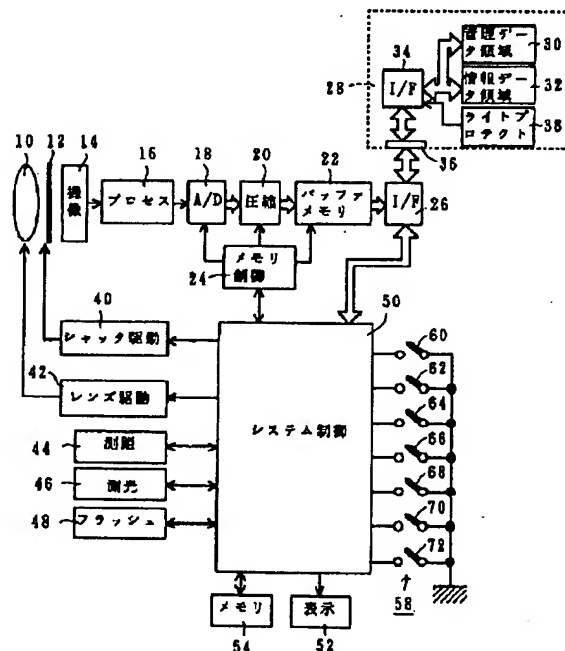 34
28
I/F
管理デー
タ領域
30
情報デー
タ領域
32
ライトプ
ロテクト
38
36
10
12
14
撮像
16
プロセス
18
A/D
20
圧縮
22
バッファ
メモリ
I/F
26
24
メモリ
制御
40
シャッタ駆動
42
レンズ駆動
44
測距
46
測光
48
フラッシュ
50
システム制御
60
62
64
66
68
70
72
58
メモリ
54
表示
52